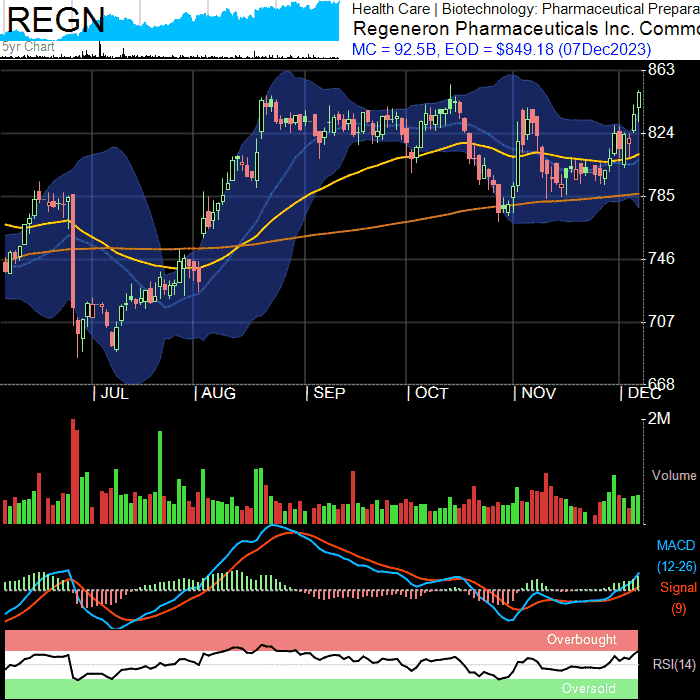 REGN
5yr Chart
Health Care | Biotechnology: Pharmaceutical Prepara
Regeneron Pharmaceuticals Inc. Commo
MC = 92.5B, EOD = $849.18 (07Dec2023)
863
824
785
746
707
668
| JUL | AUG | SEP | OCT | NOV | DEC
2M
Volume
MACD
(12-26)
Signal
(9)
Overbought
RSI(14)
Oversold